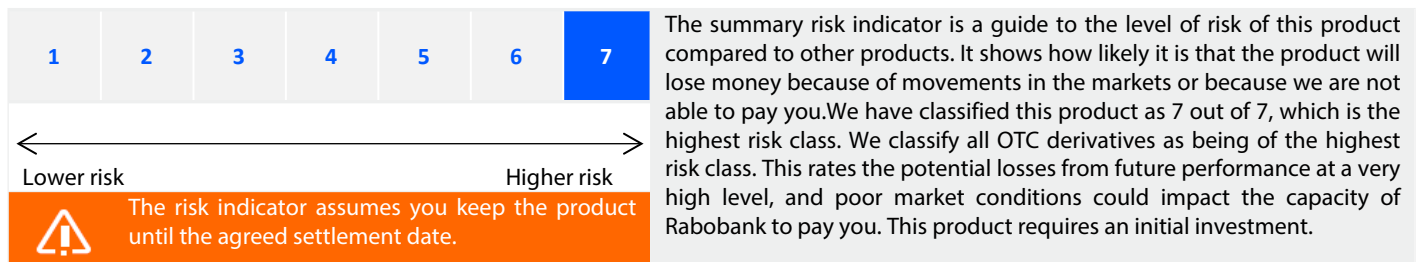 1 2 3 4 5 6 7
Lower risk Higher risk
The risk indicator assumes you keep the product
until the agreed settlement date.
The summary risk indicator is a guide to the level of risk of this product
compared to other products. It shows how likely it is that the product will
lose money because of movements in the markets or because we are not
able to pay you.We have classified this product as 7 out of 7, which is the
highest risk class. We classify all OTC derivatives as being of the highest
risk class. This rates the potential losses from future performance at a very
high level, and poor market conditions could impact the capacity of
Rabobank to pay you. This product requires an initial investment.